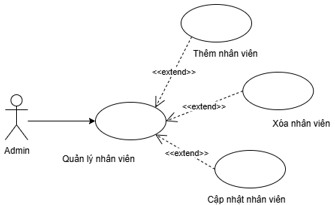 Thêm nhân viên
<<extend>>
<<extend>>
Xóa nhân viên
Admin
Quản lý nhân viên
<<extend>>
Cập nhật nhân viên